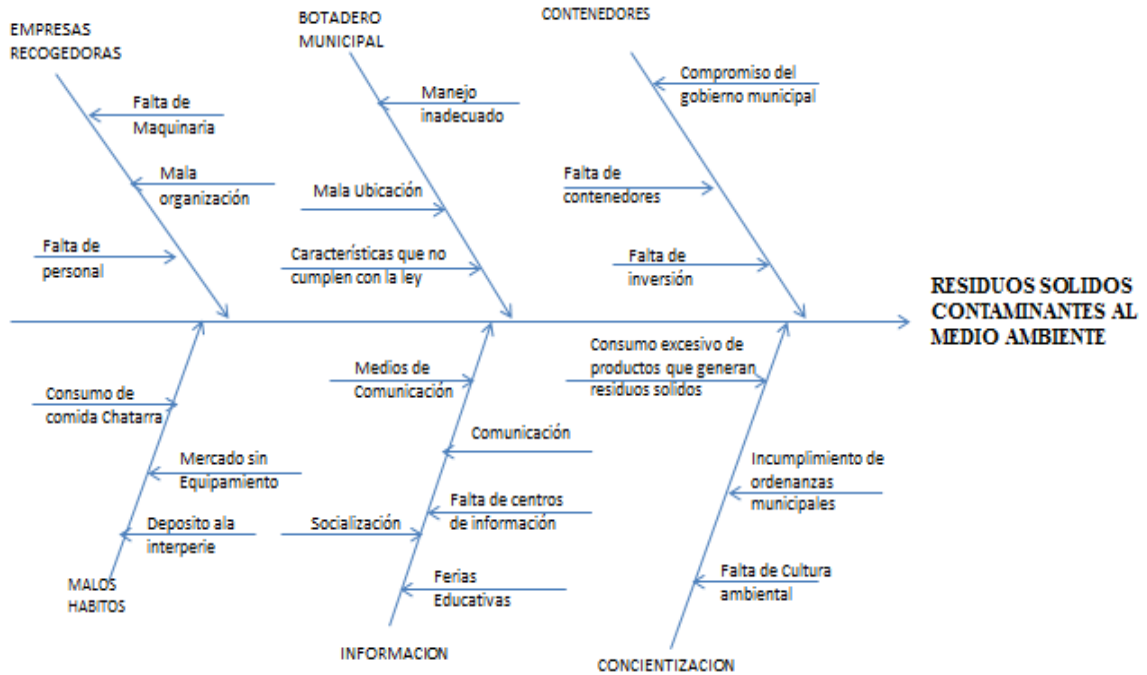 EMPRESAS
RECOGEDORAS
Falta de
Maquinaria
Mala
organización
Falta de
personal
BOTADERO
MUNICIPAL
Manejo
inadecuado
Mala Ubicación
Características que no
cumplen con la ley
CONTENEDORES
Compromiso del
gobierno municipal
Falta de
contenedores
Falta de
inversión
RESIDUOS SOLIDOS
CONTAMINANTES AL
MEDIO AMBIENTE
Consumo de
comida Chatarra
Mercado sin
Equipamiento
Deposito ala
interperie
MALOS
HABITOS
Medios de
Comunicación
Comunicación
Falta de centros
de información
Socialización
Ferias
Educativas
INFORMACION
Consumo excesivo de
productos que generan
residuos solidos
Incumplimiento de
ordenanzas
municipales
Falta de Cultura
ambiental
CONCIENTIZACION